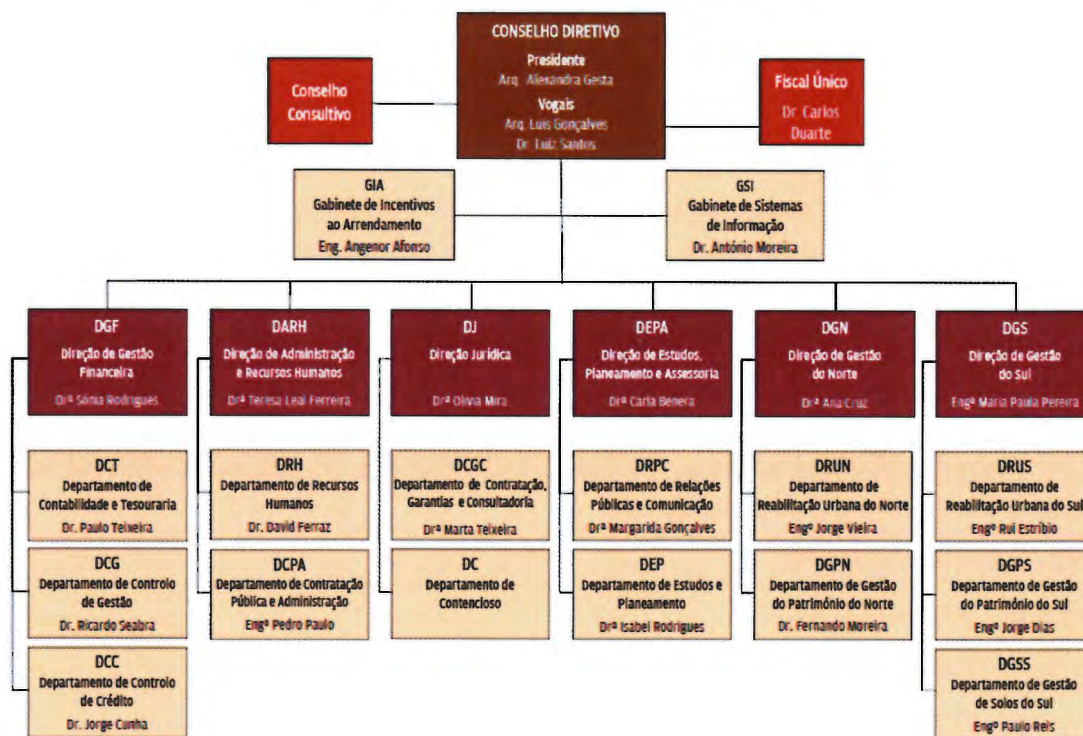 CONSELHO DIRETIVO
Presidente
Arq. Alexandra Gesta
Vogais
Arq. Luis Gonçalves
Dr. Luiz Santos
Conselho
Consultivo
Fiscal Único
Dr. Carlos
Duarte
GIA
Gabinete de Incentivos
ao Arrendamento
Eng. Angenor Afonso
GSI
Gabinete de Sistemas
de Informação
Dr. António Moreira
DGF
Direção de Gestão
Financeira
Drª Sónia Rodrigues
DARH
Direção de Administração
e Recursos Humanos
Drª Teresa Leal Ferreira
DJ
Direção Jurídica
Drª Olivia Mira
DEPA
Direção de Estudos,
Planeamento e Assessoria
Drª Carla Benera
DGN
Direção de Gestão
do Norte
Drª Ana Cruz
DGS
Direção de Gestão
do Sul
Engª Maria Paula Pereira
DCT
Departamento de
Contabilidade e Tesouraria
Dr. Paulo Teixeira
DRH
Departamento de Recursos
Humanos
Dr. David Ferraz
DCGC
Departamento de Contratação,
Garantias e Consultadoria
Drª Marta Teixeira
DRPC
Departamento de Relações
Públicas e Comunicação
Drª Margarida Gonçalves
DRUN
Departamento de
Reabilitação Urbana do Norte
Engº Jorge Vieira
DRUS
Departamento de
Reabilitação Urbana do Sul
Engº Rui Estríbio
DCG
Departamento de Controlo
de Gestão
Dr. Ricardo Seabra
DCPA
Departamento de Contratação
Pública e Administração
Engº Pedro Paulo
DC
Departamento de
Contencioso
DEP
Departamento de Estudos e
Planeamento
Drª Isabel Rodrigues
DGPN
Departamento de Gestão
do Património do Norte
Dr. Fernando Moreira
DGPS
Departamento de Gestão
do Património do Sul
Engº Jorge Dias
DCC
Departamento de Controlo
de Crédito
Dr. Jorge Cunha
DGSS
Departamento de Gestão
de Solos do Sul
Engº Paulo Reis